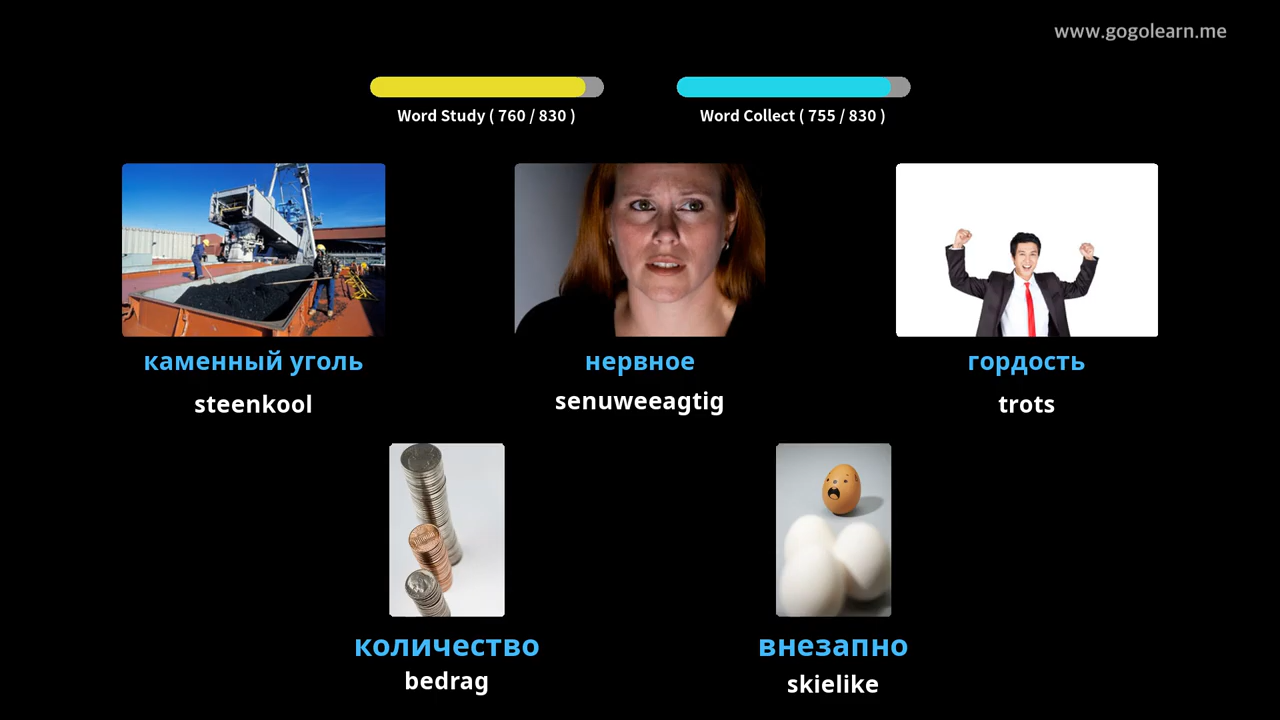 www.gogolearn.me
Word Study ( 760 / 830 )
Word Collect ( 755 / 830 )
каменный уголь
нервное
гордость
steenkool
senuweeagtig
trots
количество
внезапно
bedrag
skielike